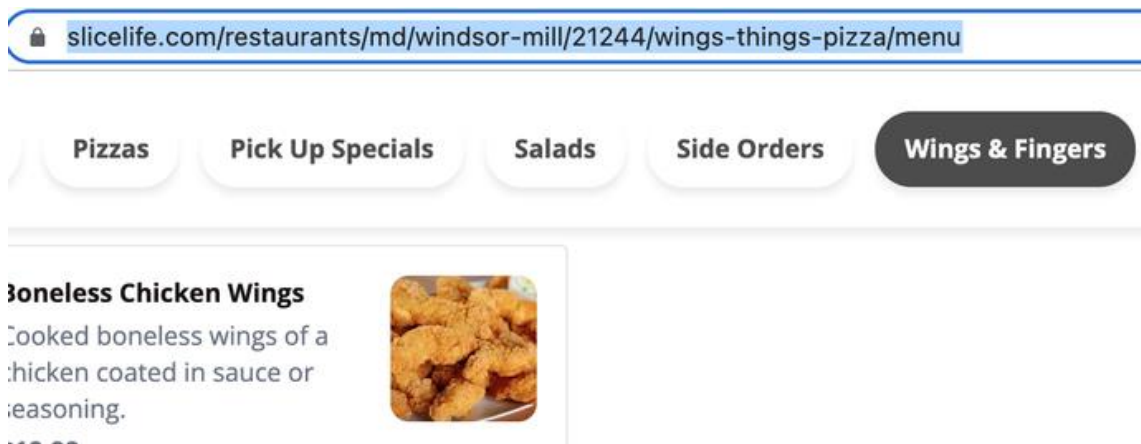 slicelife.com/restaurants/md/windsor-mill/21244/wings-things-pizza/menu
Pizzas Pick Up Specials Salads Side Orders Wings & Fingers
Boneless Chicken Wings
Cooked boneless wings of a
chicken coated in sauce or
seasoning.